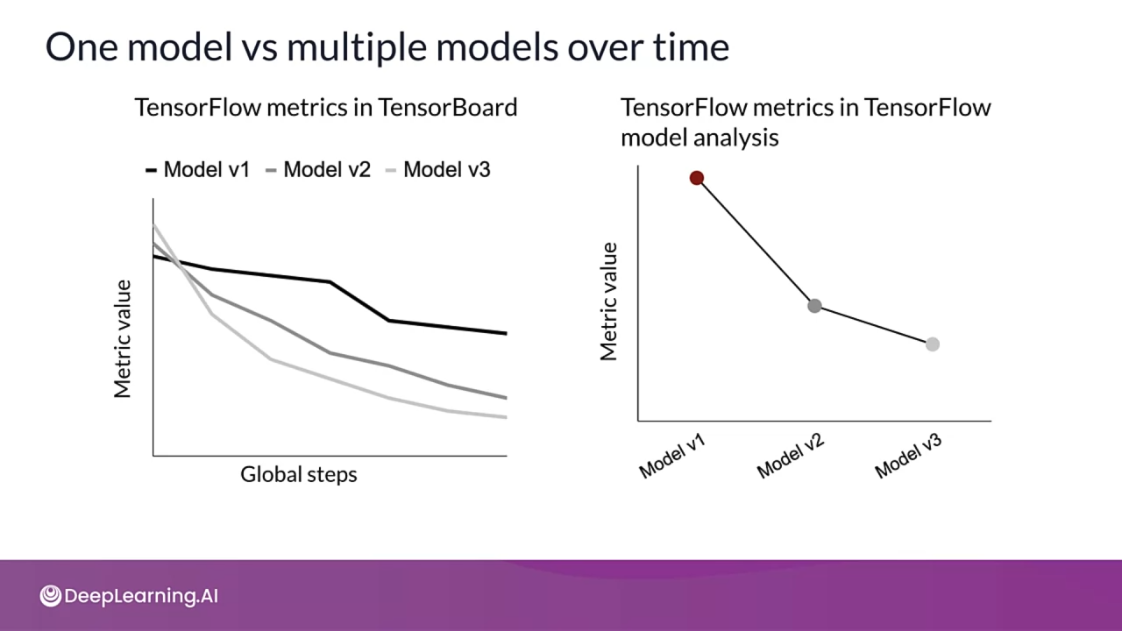 One model vs multiple models over time
TensorFlow metrics in TensorBoard
Model v1 Model v2 Model v3
Metric value
Global steps
TensorFlow metrics in TensorFlow
model analysis
Metric value
Model v1
Model v2
Model v3
DeepLearning.AI